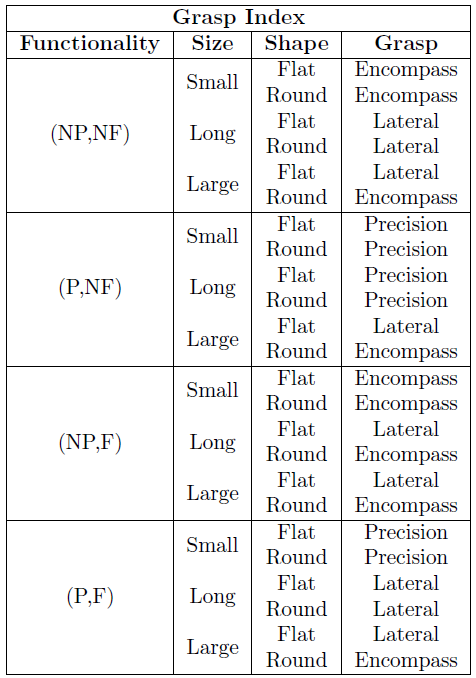 Grasp Index
Functionality Size Shape Grasp
(NP,NF) Small Flat Encompass
Round Encompass
Long Flat Lateral
Round Lateral
Large Flat Lateral
Round Encompass
(P,NF) Small Flat Precision
Round Precision
Long Flat Precision
Round Precision
Large Flat Lateral
Round Encompass
(NP,F) Small Flat Encompass
Round Encompass
Long Flat Lateral
Round Encompass
Large Flat Lateral
Round Encompass
(P,F) Small Flat Precision
Round Precision
Long Flat Lateral
Round Lateral
Large Flat Lateral
Round Encompass